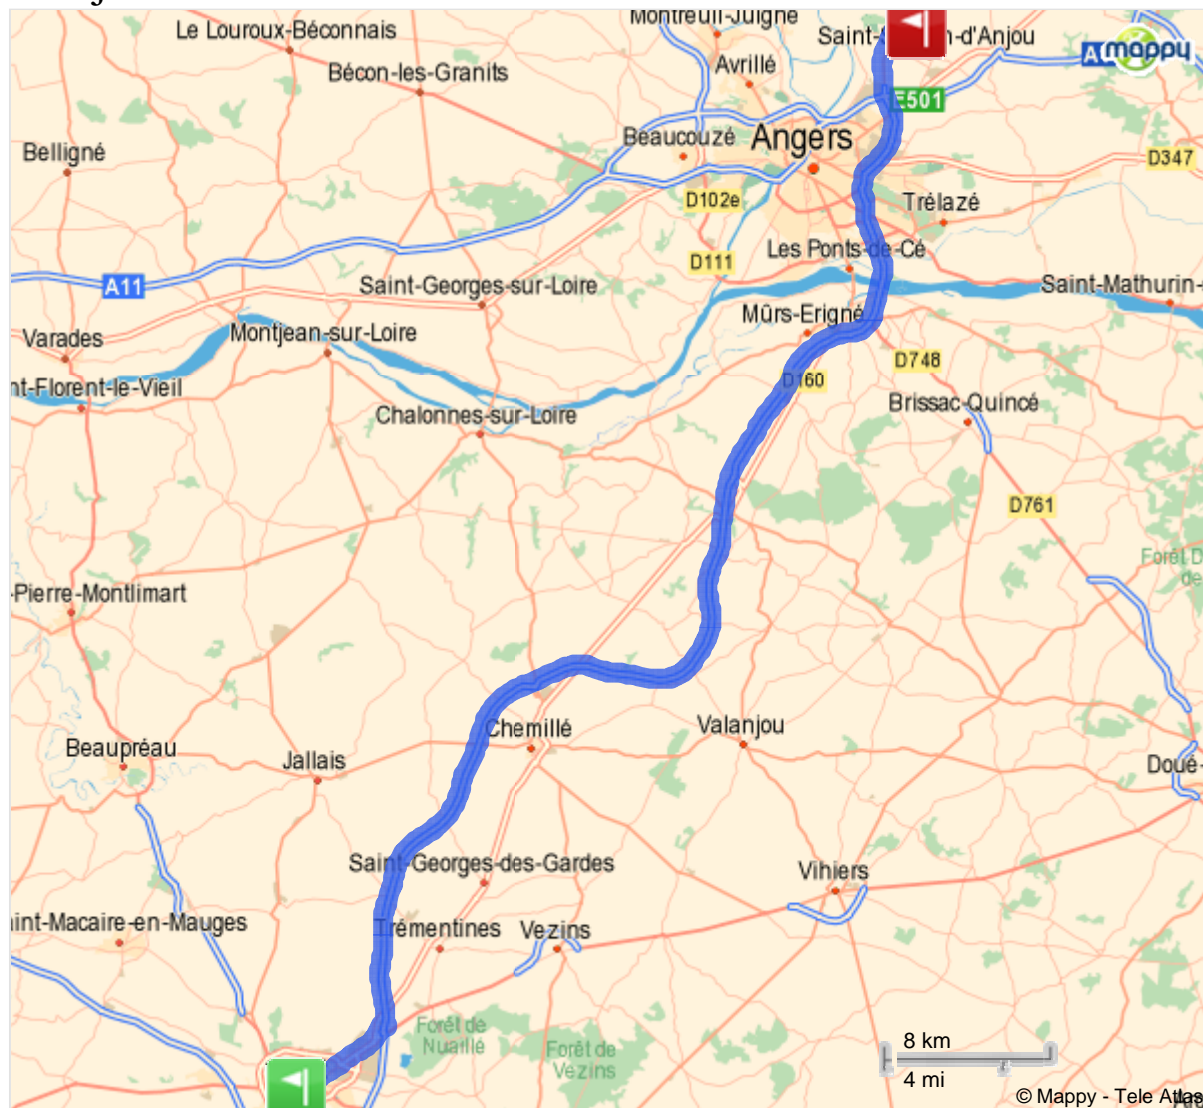 Le Louroux-Béconnais
Montreuil-Juigné
Saint-
n-d'Anjou
mappy
Bécon-les-Granits
Avrillé
E501
Belligné
Beaucouzé
Angers
D347
D102e
Trélazé
Les Ponts-de-Cé
D111
A11
Saint-Georges-sur-Loire
Saint-Mathurin-
Varades
Montjean-sur-Loire
Mûrs-Erigné
D748
nt-Florent-le-Vieil
D160
Chalonnes-sur-Loire
Brissac-Quincé
D761
Forêt D
de
-Pierre-Montlimart
Chemillé
Valanjou
Beaupréau
Jallais
Doué-
Saint-Georges-des-Gardes
Vihiers
aint-Macaire-en-Mauges
Trémentines
Vezins
Forêt de
Nuaillé
Forêt de
Vezins
8 km
4 mi
© Mappy - Tele Atlas